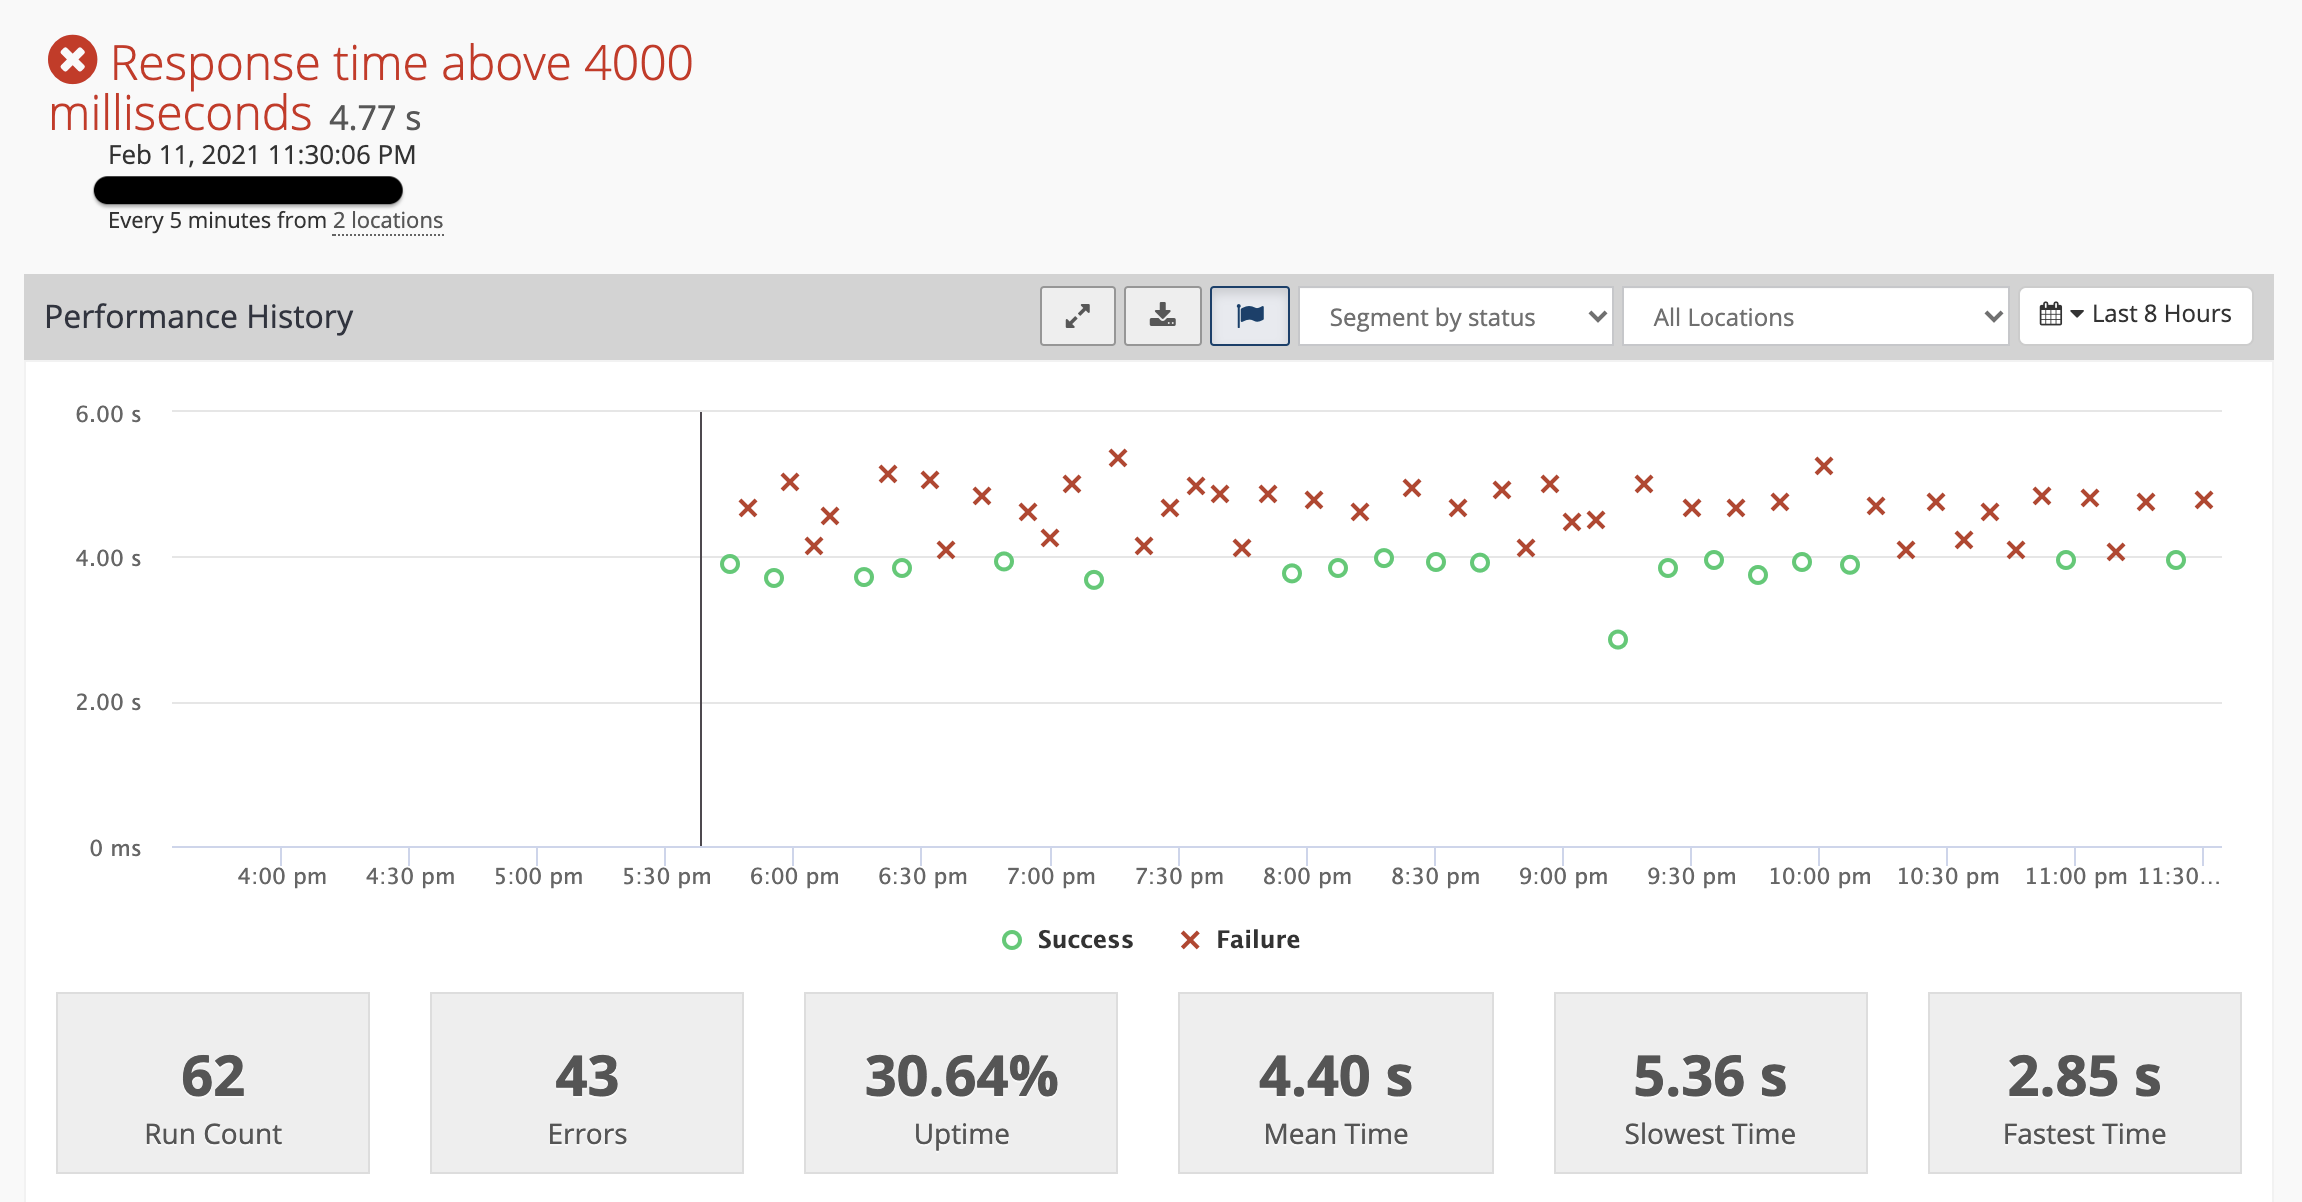 Response time above 4000
milliseconds 4.77 s
Feb 11, 2021 11:30:06 PM
Every 5 minutes from 2 locations
Performance History
Segment by status
All Locations
Last 8 Hours
6.00 s
4.00 s
2.00 s
0 ms
4:00 pm 4:30 pm 5:00 pm 5:30 pm 6:00 pm 6:30 pm 7:00 pm 7:30 pm 8:00 pm 8:30 pm 9:00 pm 9:30 pm 10:00 pm 10:30 pm 11:00 pm 11:30...
Success Failure
62
Run Count
43
Errors
30.64%
Uptime
4.40 s
Mean Time
5.36 s
Slowest Time
2.85 s
Fastest Time